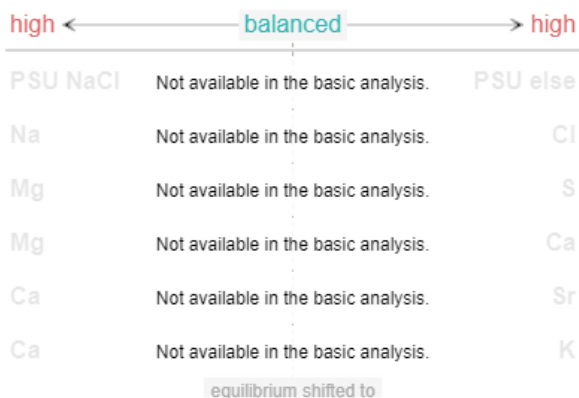 high balanced high
PSU NaCl Not available in the basic analysis. PSU else
Na Not available in the basic analysis. Cl
Mg Not available in the basic analysis. S
Mg Not available in the basic analysis. Ca
Ca Not available in the basic analysis. Sr
Ca Not available in the basic analysis. K
equilibrium shifted to